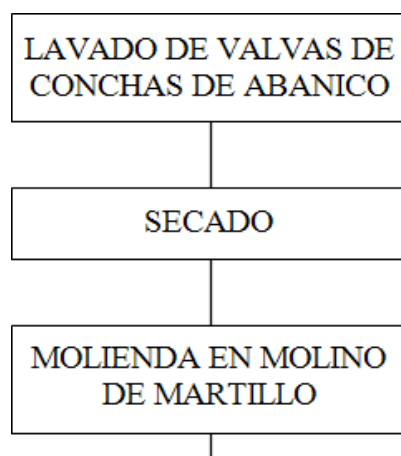 LAVADO DE VALVAS DE
CONCHAS DE ABANICO
SECADO
MOLIENDA EN MOLINO
DE MARTILLO